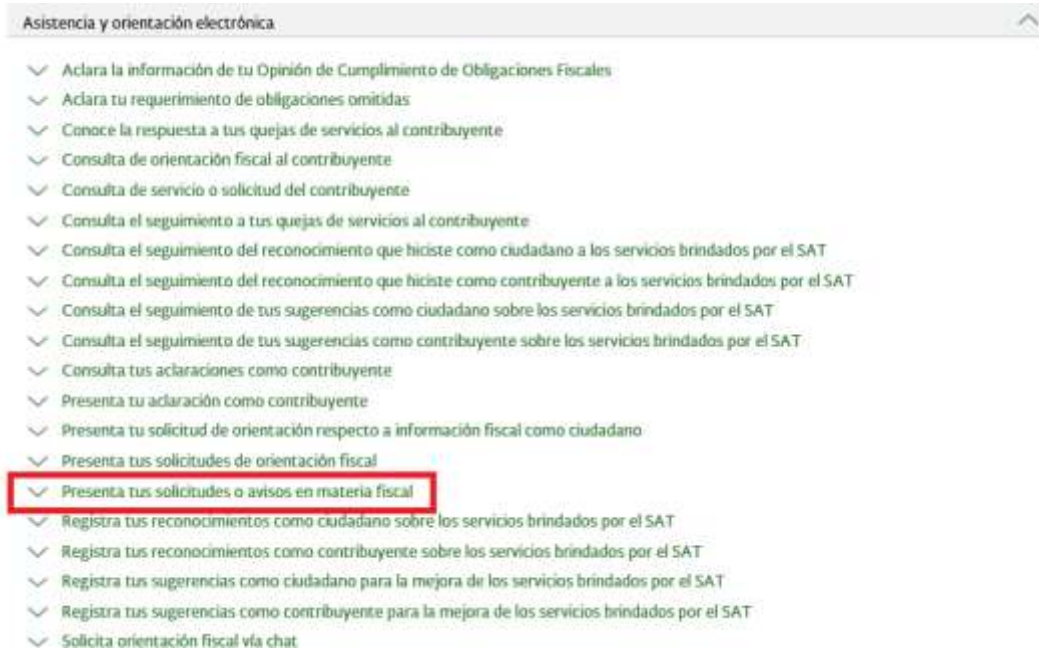 Asistencia y orientación electrónica
Aclara la información de tu Opinión de Cumplimiento de Obligaciones Fiscales
Aclara tu requerimiento de obligaciones omitidas
Conoce la respuesta a tus quejas de servicios al contribuyente
Consulta de orientación fiscal al contribuyente
Consulta de servicio o solicitud del contribuyente
Consulta el seguimiento a tus quejas de servicios al contribuyente
Consulta el seguimiento del reconocimiento que hiciste como ciudadano a los servicios brindados por el SAT
Consulta el seguimiento del reconocimiento que hiciste como contribuyente a los servicios brindados por el SAT
Consulta el seguimiento de tus sugerencias como ciudadano sobre los servicios brindados por el SAT
Consulta el seguimiento de tus sugerencias como contribuyente sobre los servicios brindados por el SAT
Consulta tus aclaraciones como contribuyente
Presenta tu aclaración como contribuyente
Presenta tu solicitud de orientación respecto a información fiscal como ciudadano
Presenta tus solicitudes de orientación fiscal
Presenta tus solicitudes o avisos en materia fiscal
Registra tus reconocimientos como ciudadano sobre los servicios brindados por el SAT
Registra tus reconocimientos como contribuyente sobre los servicios brindados por el SAT
Registra tus sugerencias como ciudadano para la mejora de los servicios brindados por el SAT
Registra tus sugerencias como contribuyente para la mejora de los servicios brindados por el SAT
Solicita orientación fiscal vía chat